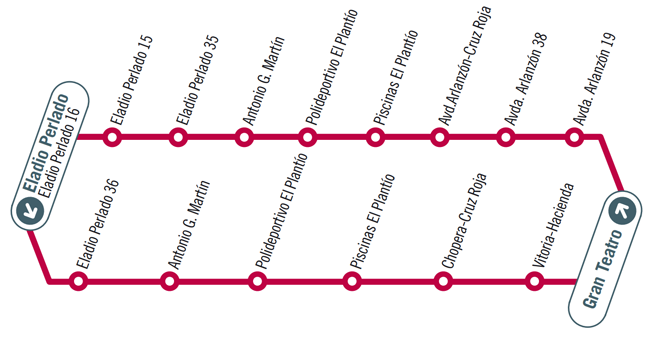 Eladio Perlado
Eladio Perlado 16
Eladio Perlado 15
Eladio Perlado 35
Antonio G. Martín
Polideportivo El Plantío
Piscinas El Plantío
Avd.Arlanzón-Cruz Roja
Avda. Arlanzón 38
Avda. Arlanzón 19
Eladio Perlado 36
Antonio G. Martín
Polideportivo El Plantío
Piscinas El Plantío
Chopera-Cruz Roja
Vitoria-Hacienda
Gran Teatro